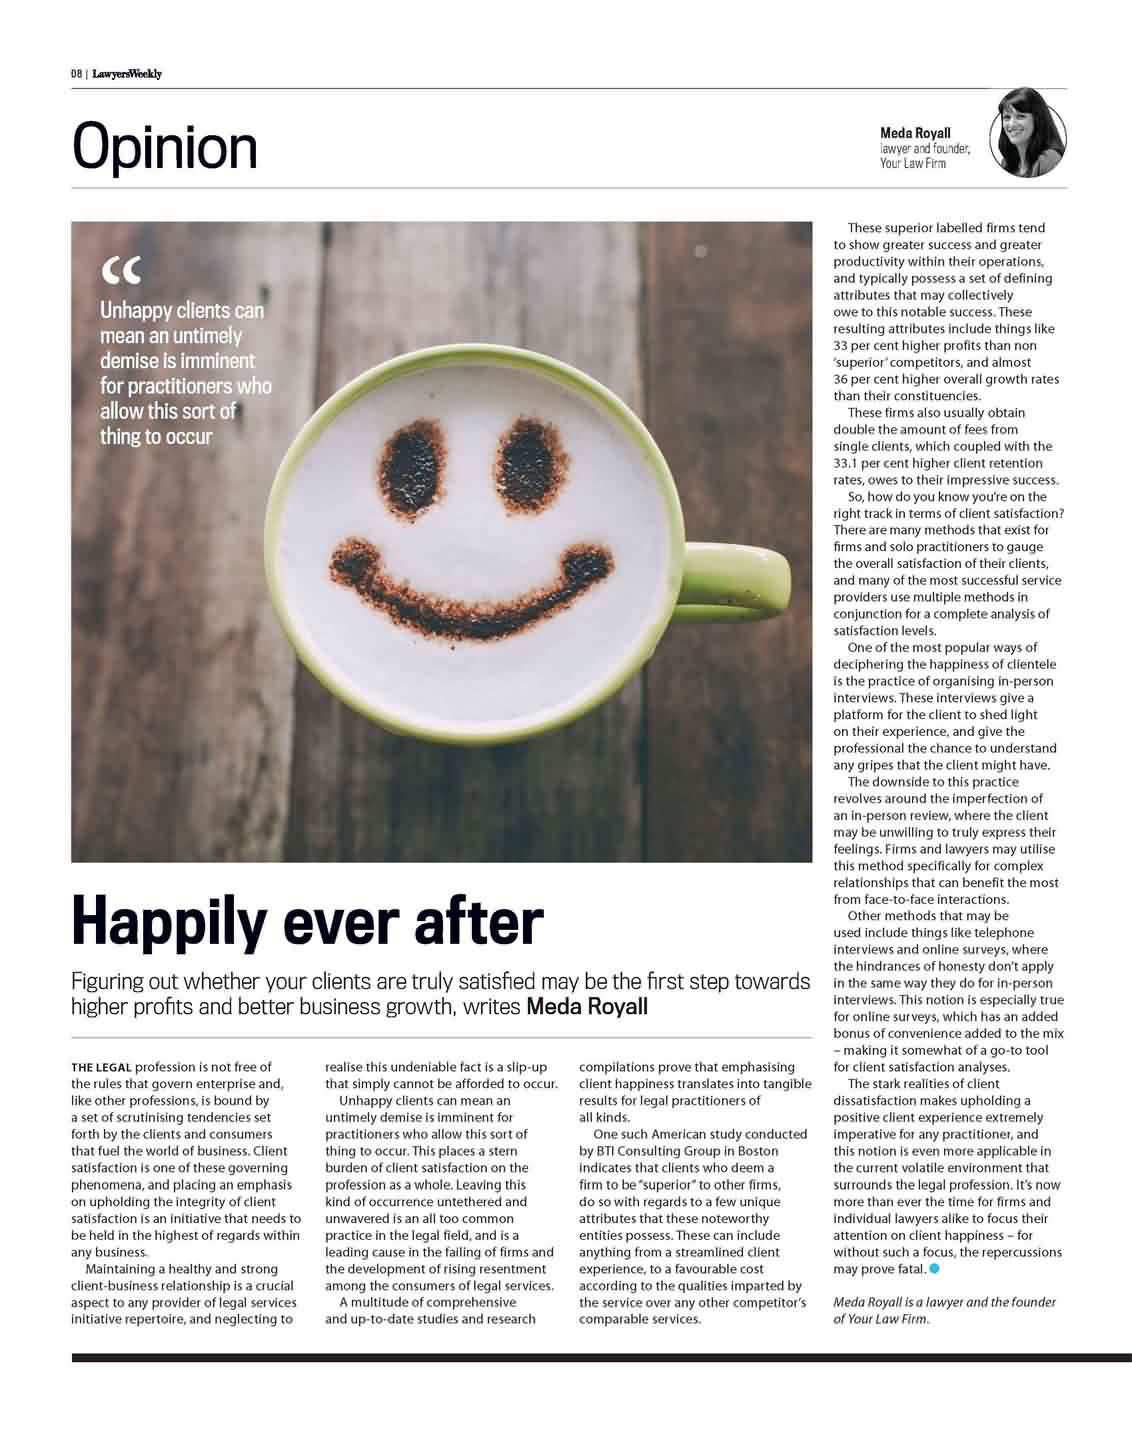 08 | LawyersWeekly
Opinion
Meda Royall
lawyer and founder,
Your Law Firm
“
Unhappy clients can
mean an untimely
demise is imminent
for practitioners who
allow this sort of
thing to occur
Happily ever after
Figuring out whether your clients are truly satisfied may be the first step towards
higher profits and better business growth, writes Meda Royall
THE LEGAL profession is not free of
the rules that govern enterprise and,
like other professions, is bound by
a set of scrutinising tendencies set
forth by the clients and consumers
that fuel the world of business. Client
satisfaction is one of these governing
phenomena, and placing an emphasis
on upholding the integrity of client
satisfaction is an initiative that needs to
be held in the highest of regards within
any business.
Maintaining a healthy and strong
client-business relationship is a crucial
aspect to any provider of legal services
initiative repertoire, and neglecting to
realise this undeniable fact is a slip-up
that simply cannot be afforded to occur.
Unhappy clients can mean an
untimely demise is imminent for
practitioners who allow this sort of
thing to occur. This places a stern
burden of client satisfaction on the
profession as a whole. Leaving this
kind of occurrence untethered and
unwavered is an all too common
practice in the legal field, and is a
leading cause in the failing of firms and
the development of rising resentment
among the consumers of legal services.
A multitude of comprehensive
and up-to-date studies and research
compilations prove that emphasising
client happiness translates into tangible
results for legal practitioners of
all kinds.
One such American study conducted
by BTI Consulting Group in Boston
indicates that clients who deem a
firm to be “superior” to other firms,
do so with regards to a few unique
attributes that these noteworthy
entities possess. These can include
anything from a streamlined client
experience, to a favourable cost
according to the qualities imparted by
the service over any other competitor’s
comparable services.
These superior labelled firms tend
to show greater success and greater
productivity within their operations,
and typically possess a set of defining
attributes that may collectively
owe to this notable success. These
resulting attributes include things like
33 per cent higher profits than non
‘superior’ competitors, and almost
36 per cent higher overall growth rates
than their constituencies.
These firms also usually obtain
double the amount of fees from
single clients, which coupled with the
33.1 per cent higher client retention
rates, owes to their impressive success.
So, how do you know you’re on the
right track in terms of client satisfaction?
There are many methods that exist for
firms and solo practitioners to gauge
the overall satisfaction of their clients,
and many of the most successful service
providers use multiple methods in
conjunction for a complete analysis of
satisfaction levels.
One of the most popular ways of
deciphering the happiness of clientele
is the practice of organising in-person
interviews. These interviews give a
platform for the client to shed light
on their experience, and give the
professional the chance to understand
any gripes that the client might have.
The downside to this practice
revolves around the imperfection of
an in-person review, where the client
may be unwilling to truly express their
feelings. Firms and lawyers may utilise
this method specifically for complex
relationships that can benefit the most
from face-to-face interactions.
Other methods that may be
used include things like telephone
interviews and online surveys, where
the hindrances of honesty don’t apply
in the same way they do for in-person
interviews. This notion is especially true
for online surveys, which has an added
bonus of convenience added to the mix
– making it somewhat of a go-to tool
for client satisfaction analyses.
The stark realities of client
dissatisfaction makes upholding a
positive client experience extremely
imperative for any practitioner, and
this notion is even more applicable in
the current volatile environment that
surrounds the legal profession. It’s now
more than ever the time for firms and
individual lawyers alike to focus their
attention on client happiness – for
without such a focus, the repercussions
may prove fatal.
Meda Royall is a lawyer and the founder
of Your Law Firm.